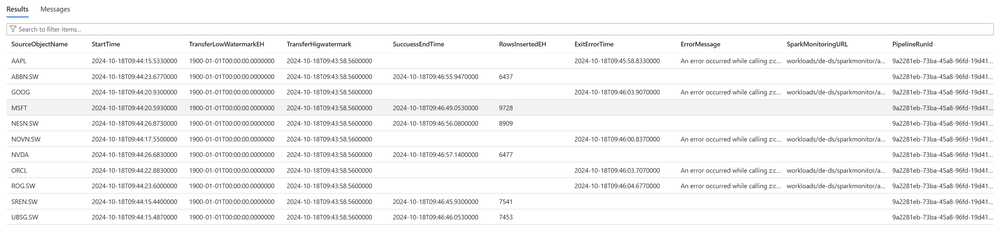 Results Messages
Search to filter items...
SourceObjectName StartTime TransferLowWatermarkEH TransferHigwatermark SuccuessEndTime RowsInsertedEH ExitErrorTime ErrorMessage SparkMonitoringURL PipelineRunId
AAPL 2024-10-18T09:44:15.5330000 1900-01-01T00:00:00.0000000 2024-10-18T09:43:58.5600000 2024-10-18T09:45:58.8330000 An error occurred while calling z:c... workloads/de-ds/sparkmonitor/a... 9a2281eb-73ba-45a8-96fd-19d41...
ABBN.SW 2024-10-18T09:44:23.6770000 1900-01-01T00:00:00.0000000 2024-10-18T09:43:58.5600000 2024-10-18T09:46:55.9470000 6437 9a2281eb-73ba-45a8-96fd-19d41...
GOOG 2024-10-18T09:44:20.9300000 1900-01-01T00:00:00.0000000 2024-10-18T09:43:58.5600000 2024-10-18T09:46:03.9070000 An error occurred while calling z:c... workloads/de-ds/sparkmonitor/a... 9a2281eb-73ba-45a8-96fd-19d41...
MSFT 2024-10-18T09:44:20.5930000 1900-01-01T00:00:00.0000000 2024-10-18T09:43:58.5600000 2024-10-18T09:46:49.0530000 9728 9a2281eb-73ba-45a8-96fd-19d41...
NESN.SW 2024-10-18T09:44:26.8730000 1900-01-01T00:00:00.0000000 2024-10-18T09:43:58.5600000 2024-10-18T09:46:56.0800000 8909 9a2281eb-73ba-45a8-96fd-19d41...
NOVN.SW 2024-10-18T09:44:17.5500000 1900-01-01T00:00:00.0000000 2024-10-18T09:43:58.5600000 2024-10-18T09:46:00.8370000 An error occurred while calling z:c... workloads/de-ds/sparkmonitor/a... 9a2281eb-73ba-45a8-96fd-19d41...
NVDA 2024-10-18T09:44:26.6830000 1900-01-01T00:00:00.0000000 2024-10-18T09:43:58.5600000 2024-10-18T09:46:57.1400000 6477 9a2281eb-73ba-45a8-96fd-19d41...
ORCL 2024-10-18T09:44:22.8830000 1900-01-01T00:00:00.0000000 2024-10-18T09:43:58.5600000 2024-10-18T09:46:03.7070000 An error occurred while calling z:c... workloads/de-ds/sparkmonitor/a... 9a2281eb-73ba-45a8-96fd-19d41...
ROG.SW 2024-10-18T09:44:23.6000000 1900-01-01T00:00:00.0000000 2024-10-18T09:43:58.5600000 2024-10-18T09:46:04.6770000 An error occurred while calling z:c... workloads/de-ds/sparkmonitor/a... 9a2281eb-73ba-45a8-96fd-19d41...
SREN.SW 2024-10-18T09:44:15.4400000 1900-01-01T00:00:00.0000000 2024-10-18T09:43:58.5600000 2024-10-18T09:46:45.9300000 7541 9a2281eb-73ba-45a8-96fd-19d41...
UBSG.SW 2024-10-18T09:44:15.4870000 1900-01-01T00:00:00.0000000 2024-10-18T09:43:58.5600000 2024-10-18T09:46:46.0530000 7453 9a2281eb-73ba-45a8-96fd-19d41...